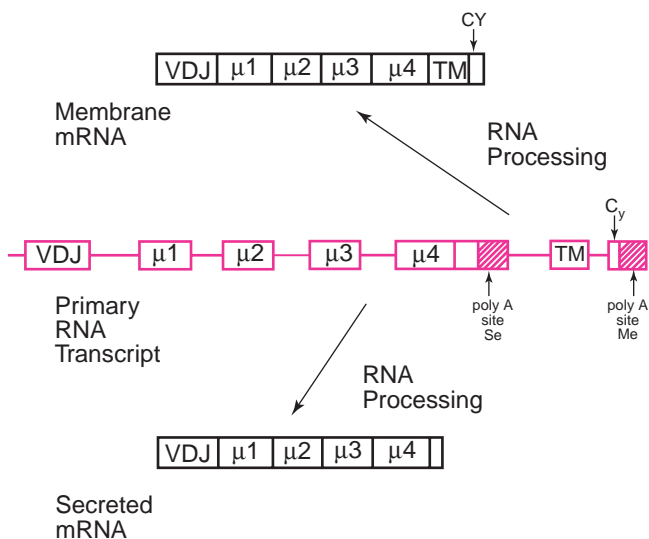 CY
VDJ μ1 μ2 μ3 μ4 TM
Membrane
mRNA
RNA
Processing
Cy
VDJ μ1 μ2 μ3 μ4 TM
Primary
RNA
Transcript
poly A
site
Se
poly A
site
Me
RNA
Processing
VDJ μ1 μ2 μ3 μ4
Secreted
mRNA